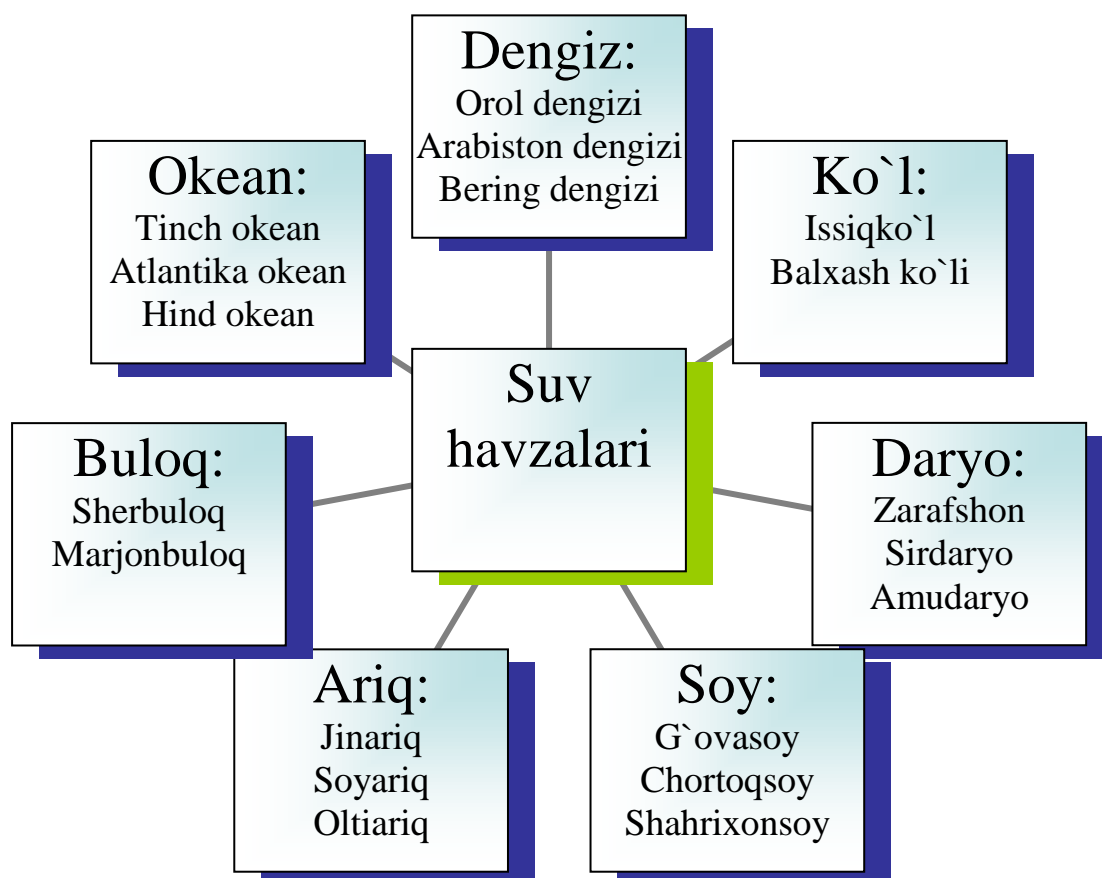 Dengiz:
Orol dengizi
Arabiston dengizi
Bering dengizi
Okean:
Tinch okean
Atlantika okean
Hind okean
Ko`l:
Issiqko`l
Balxash ko`li
Suv
havzalari
Buloq:
Sherbuloq
Marjonbuloq
Daryo:
Zarafshon
Sirdaryo
Amudaryo
Ariq:
Jinariq
Soyariq
Oltiariq
Soy:
G`ovasoy
Chortoqsoy
Shahrixonsoy